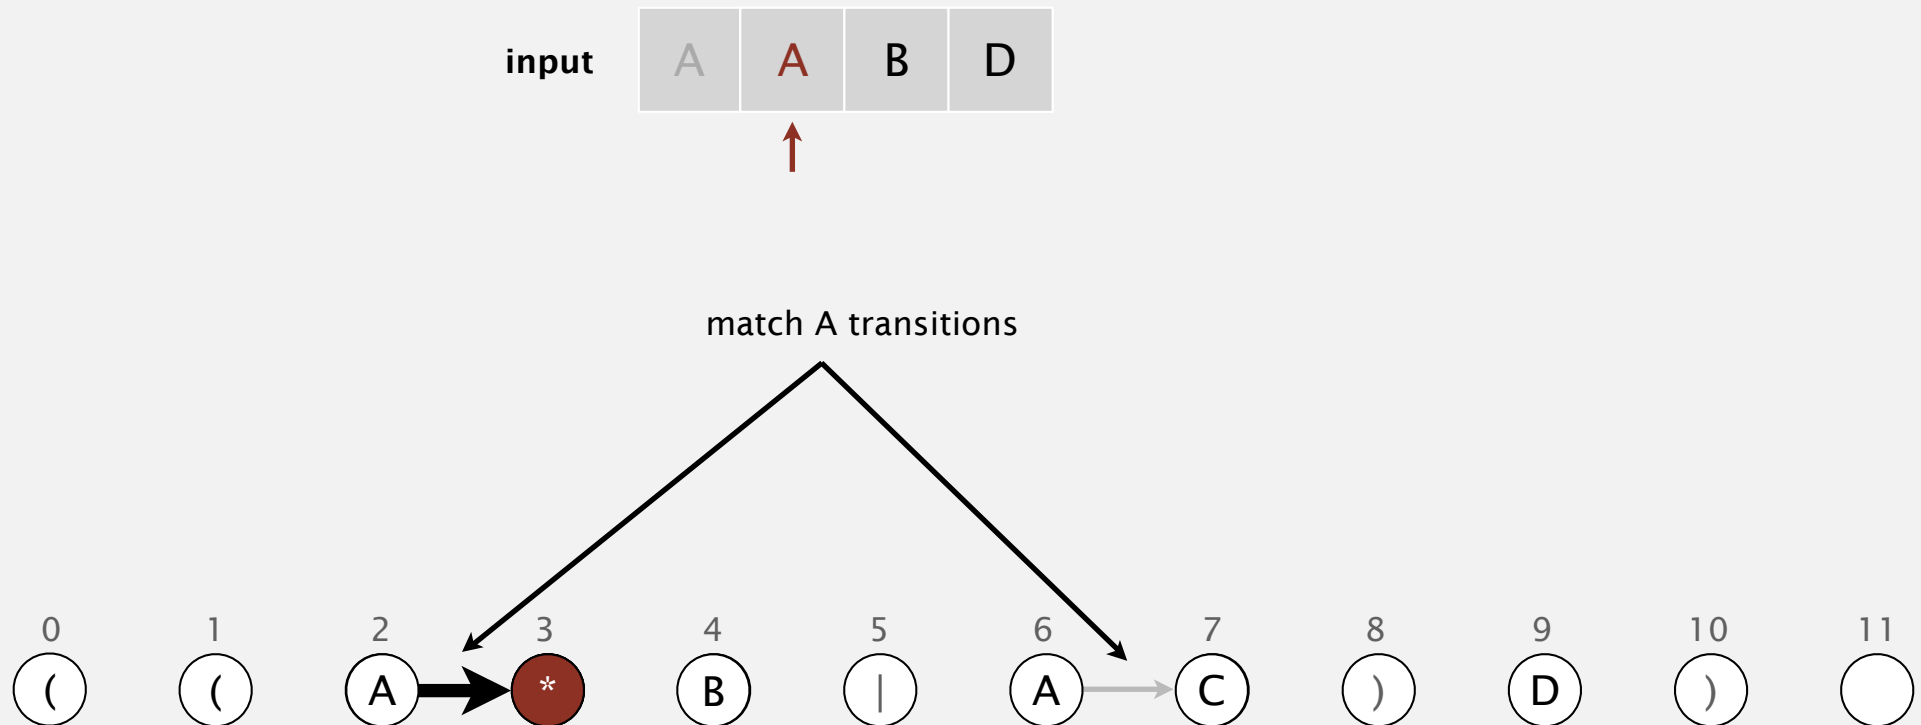 input A A B D
match A transitions
0 1 2 3 4 5 6 7 8 9 10 11
( ( A * B | A C ) D )